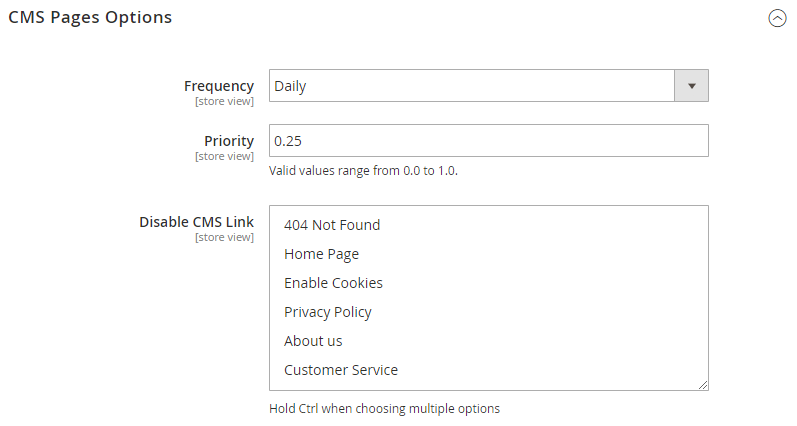 CMS Pages Options
Frequency
[store view]
Daily
Priority
[store view]
0.25
Valid values range from 0.0 to 1.0.
Disable CMS Link
[store view]
404 Not Found
Home Page
Enable Cookies
Privacy Policy
About us
Customer Service
Hold Ctrl when choosing multiple options